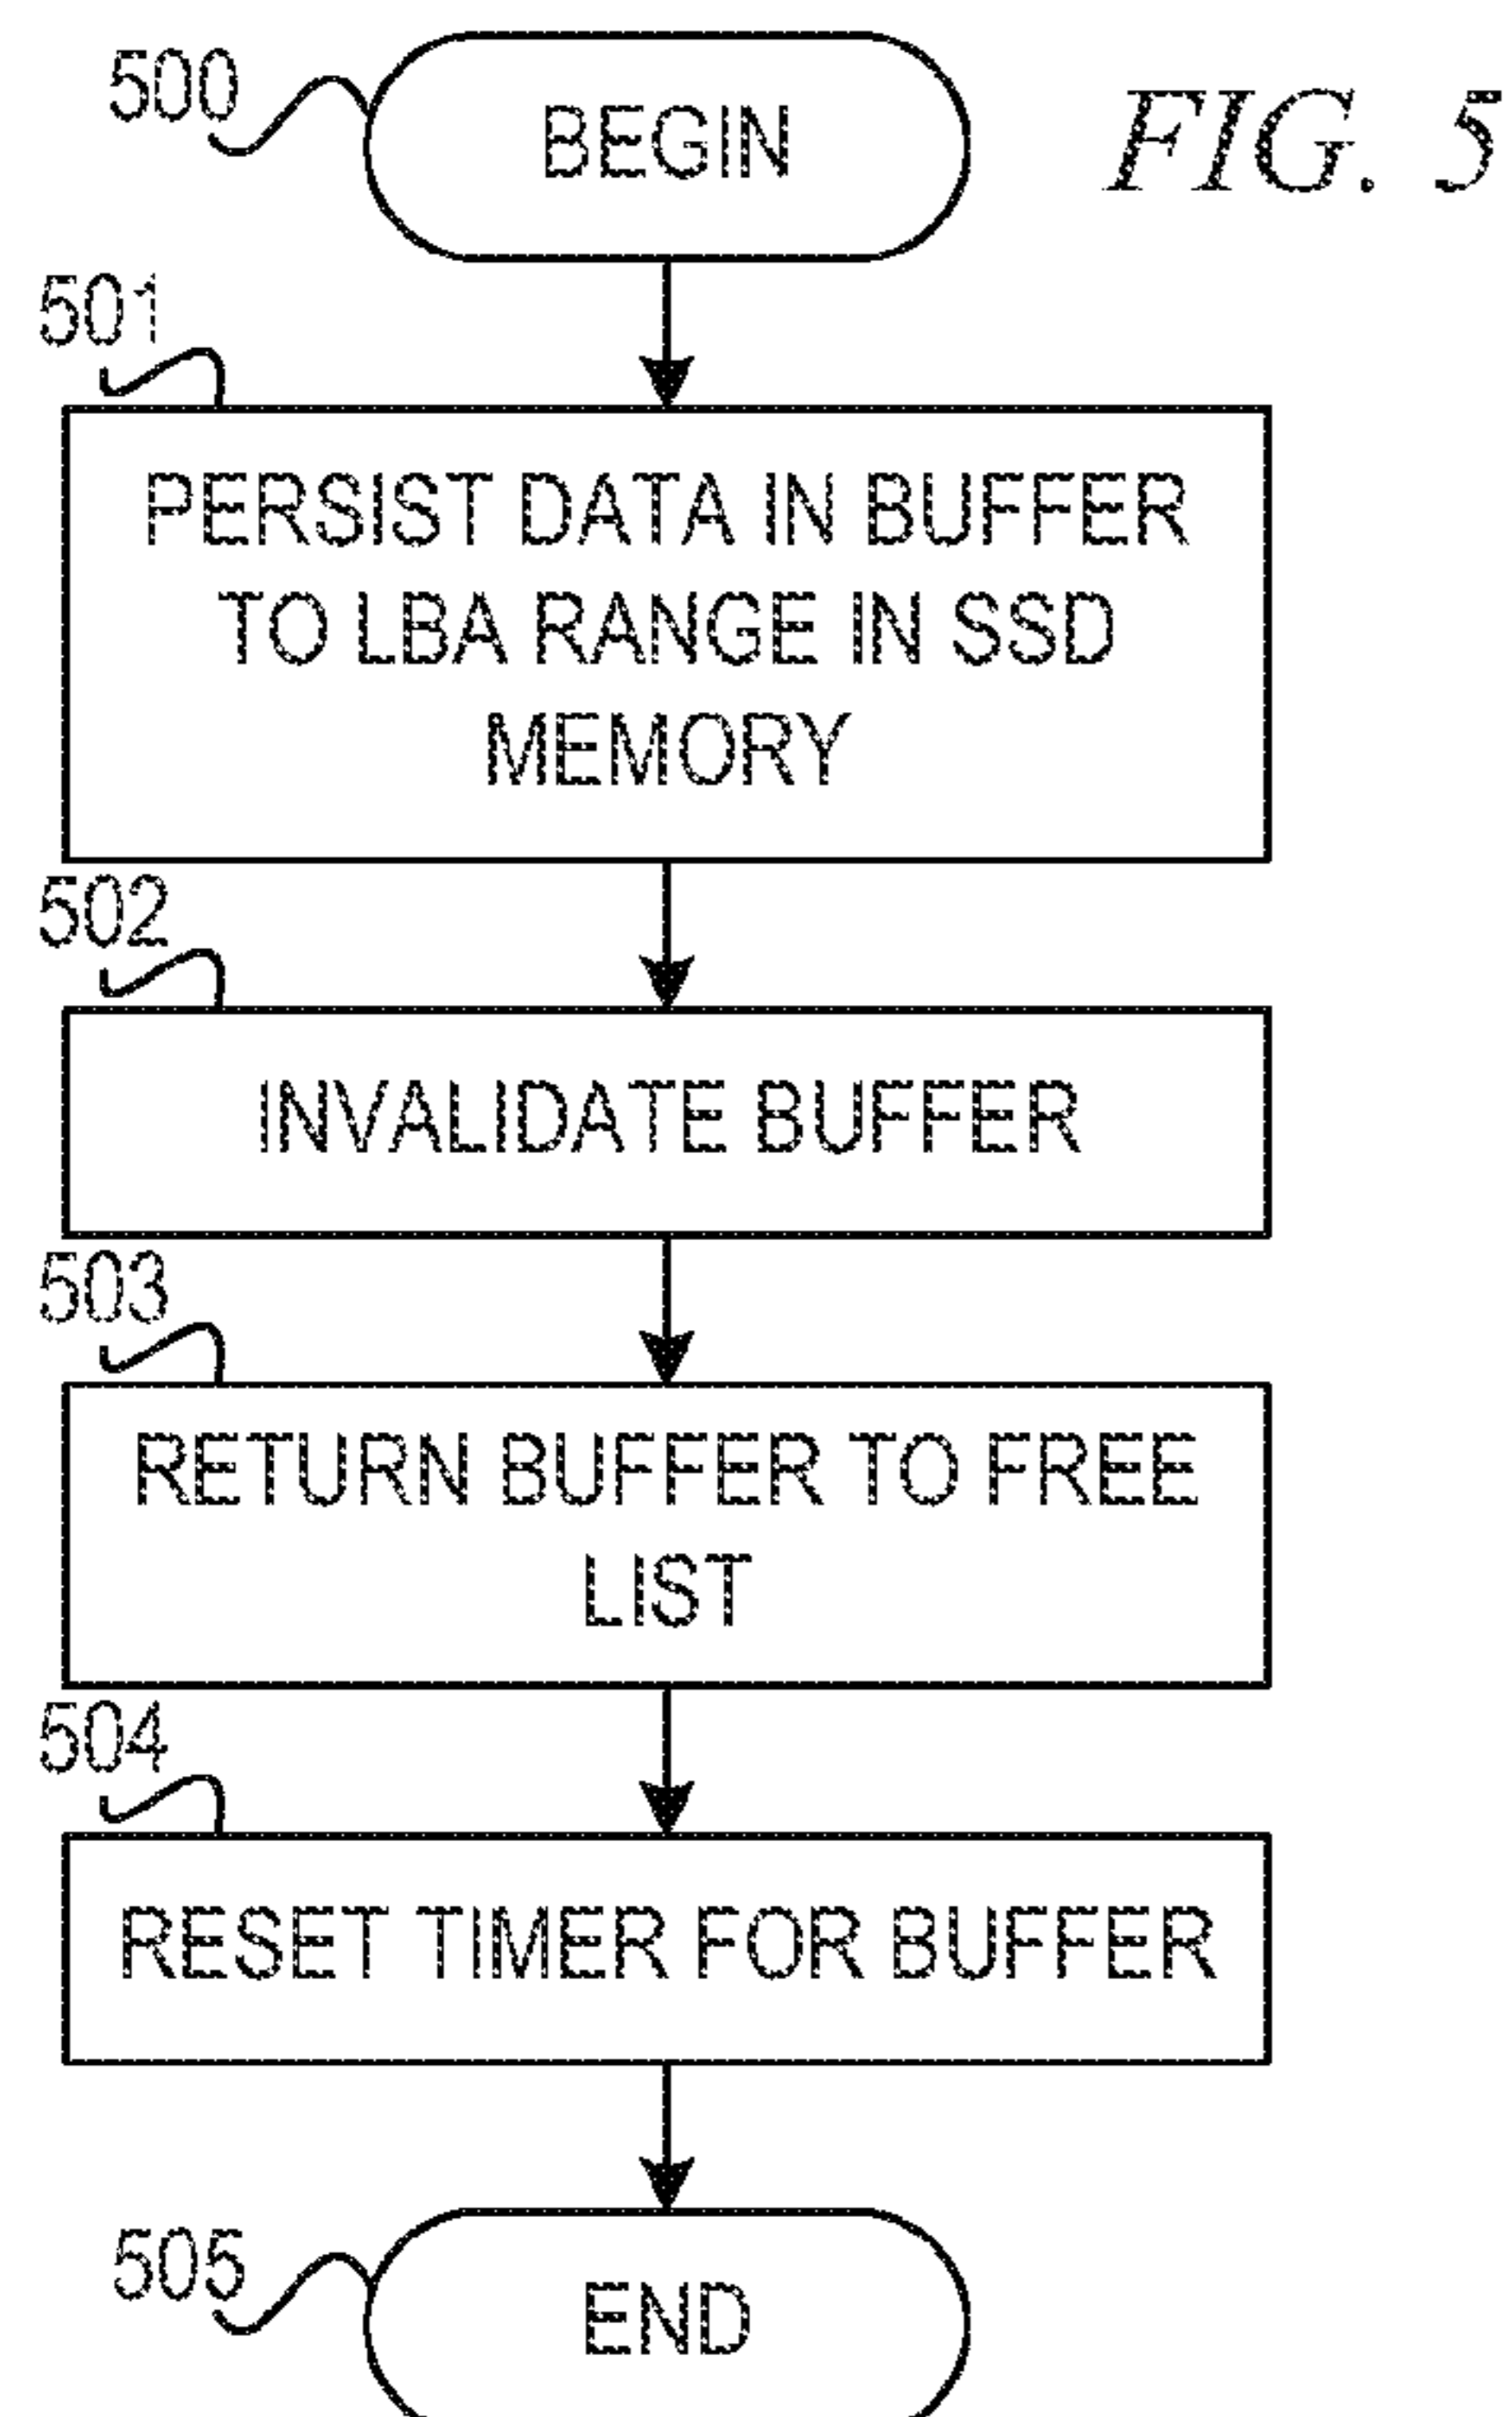 500
BEGIN
FIG. 5
501
PERSIST DATA IN BUFFER
TO LBA RANGE IN SSD
MEMORY
502
INVALIDATE BUFFER
503
RETURN BUFFER TO FREE
LIST
504
RESET TIMER FOR BUFFER
505
END